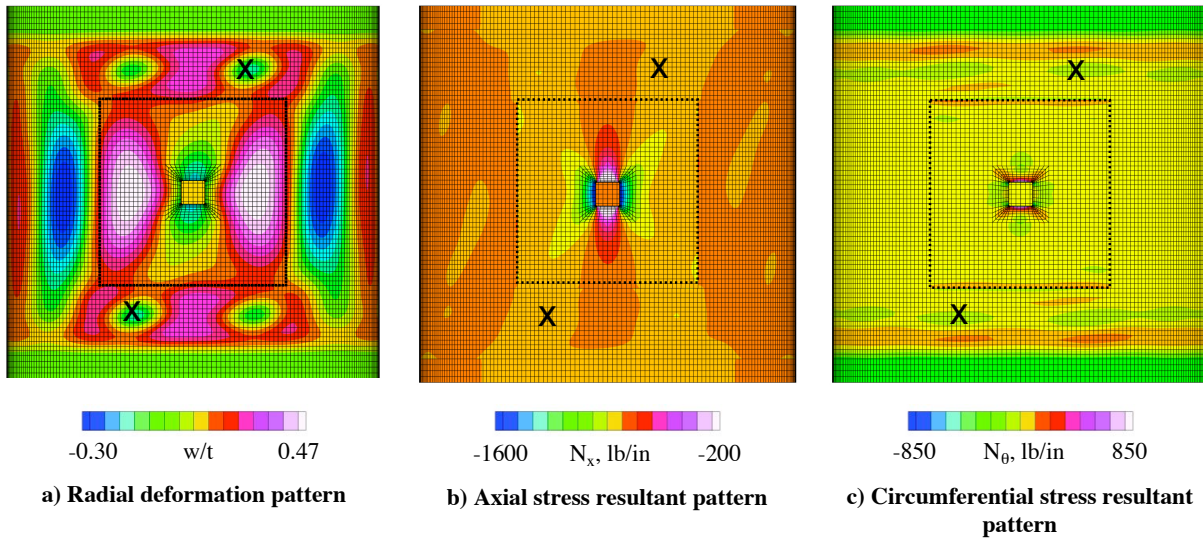 X
X
X
X
X
X
-0.30 w/t 0.47
-1600 Nₓ, lb/in -200
-850 N_θ, lb/in 850
a) Radial deformation pattern
b) Axial stress resultant pattern
c) Circumferential stress resultant
pattern